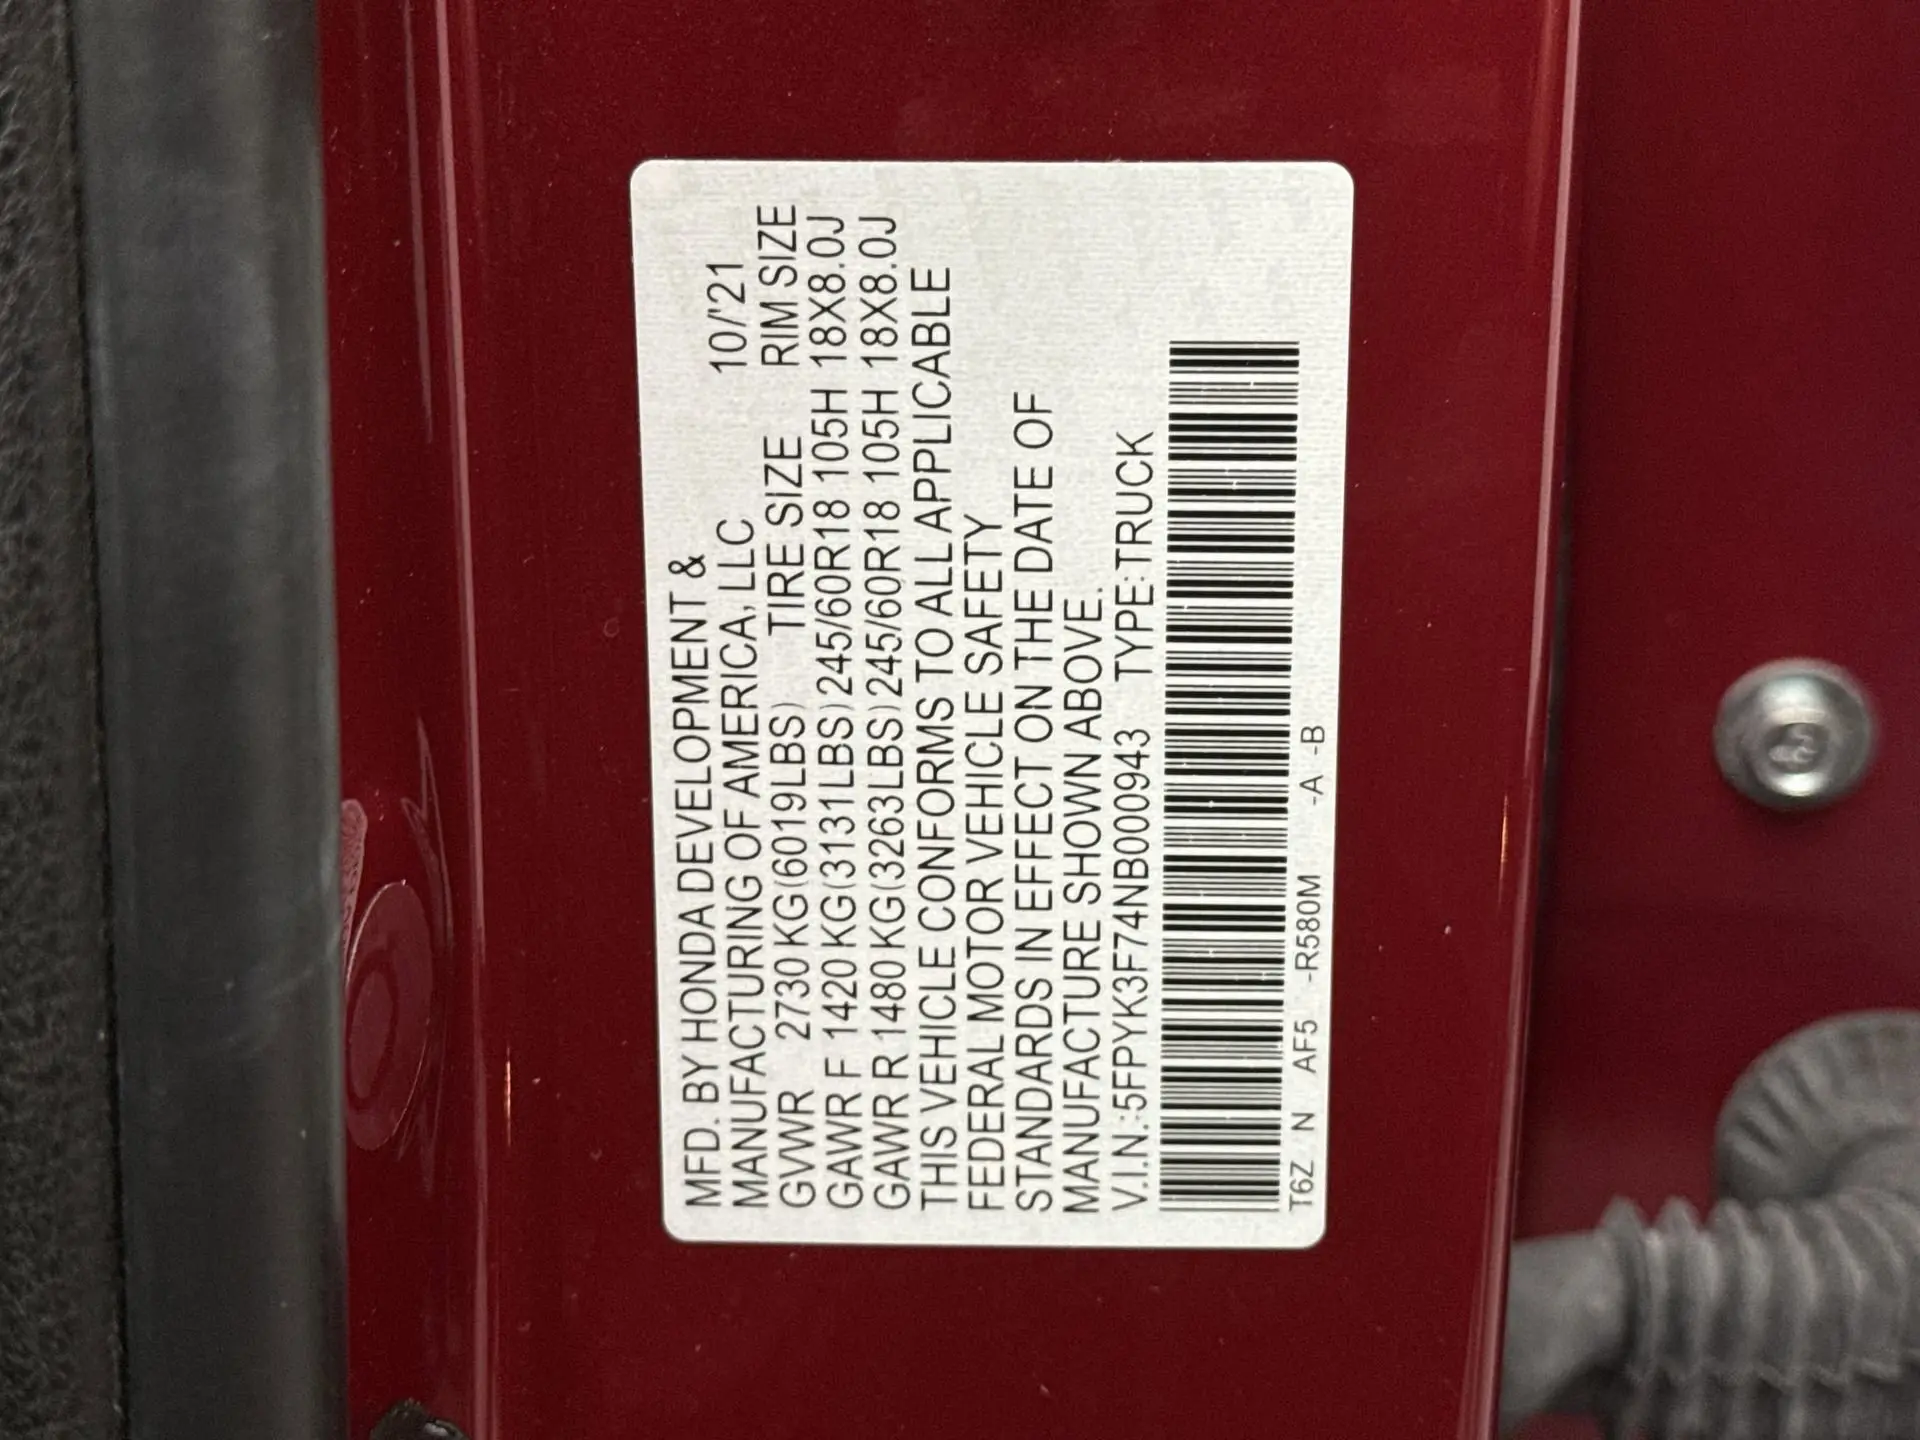 MFD. BY HONDA DEVELOPMENT &
MANUFACTURING OF AMERICA, LLC 10/'21
GVWR 2730 KG(6019LBS) TIRE SIZE RIM SIZE
GAWR F 1420 KG(3131LBS) 245/60R18 105H 18X8.0J
GAWR R 1480 KG(3263LBS) 245/60R18 105H 18X8.0J
THIS VEHICLE CONFORMS TO ALL APPLICABLE
FEDERAL MOTOR VEHICLE SAFETY
STANDARDS IN EFFECT ON THE DATE OF
MANUFACTURE SHOWN ABOVE.
V.I.N.:5FPYK3F74NB000943 TYPE:TRUCK
T6Z N AF5 -R580M -A -B